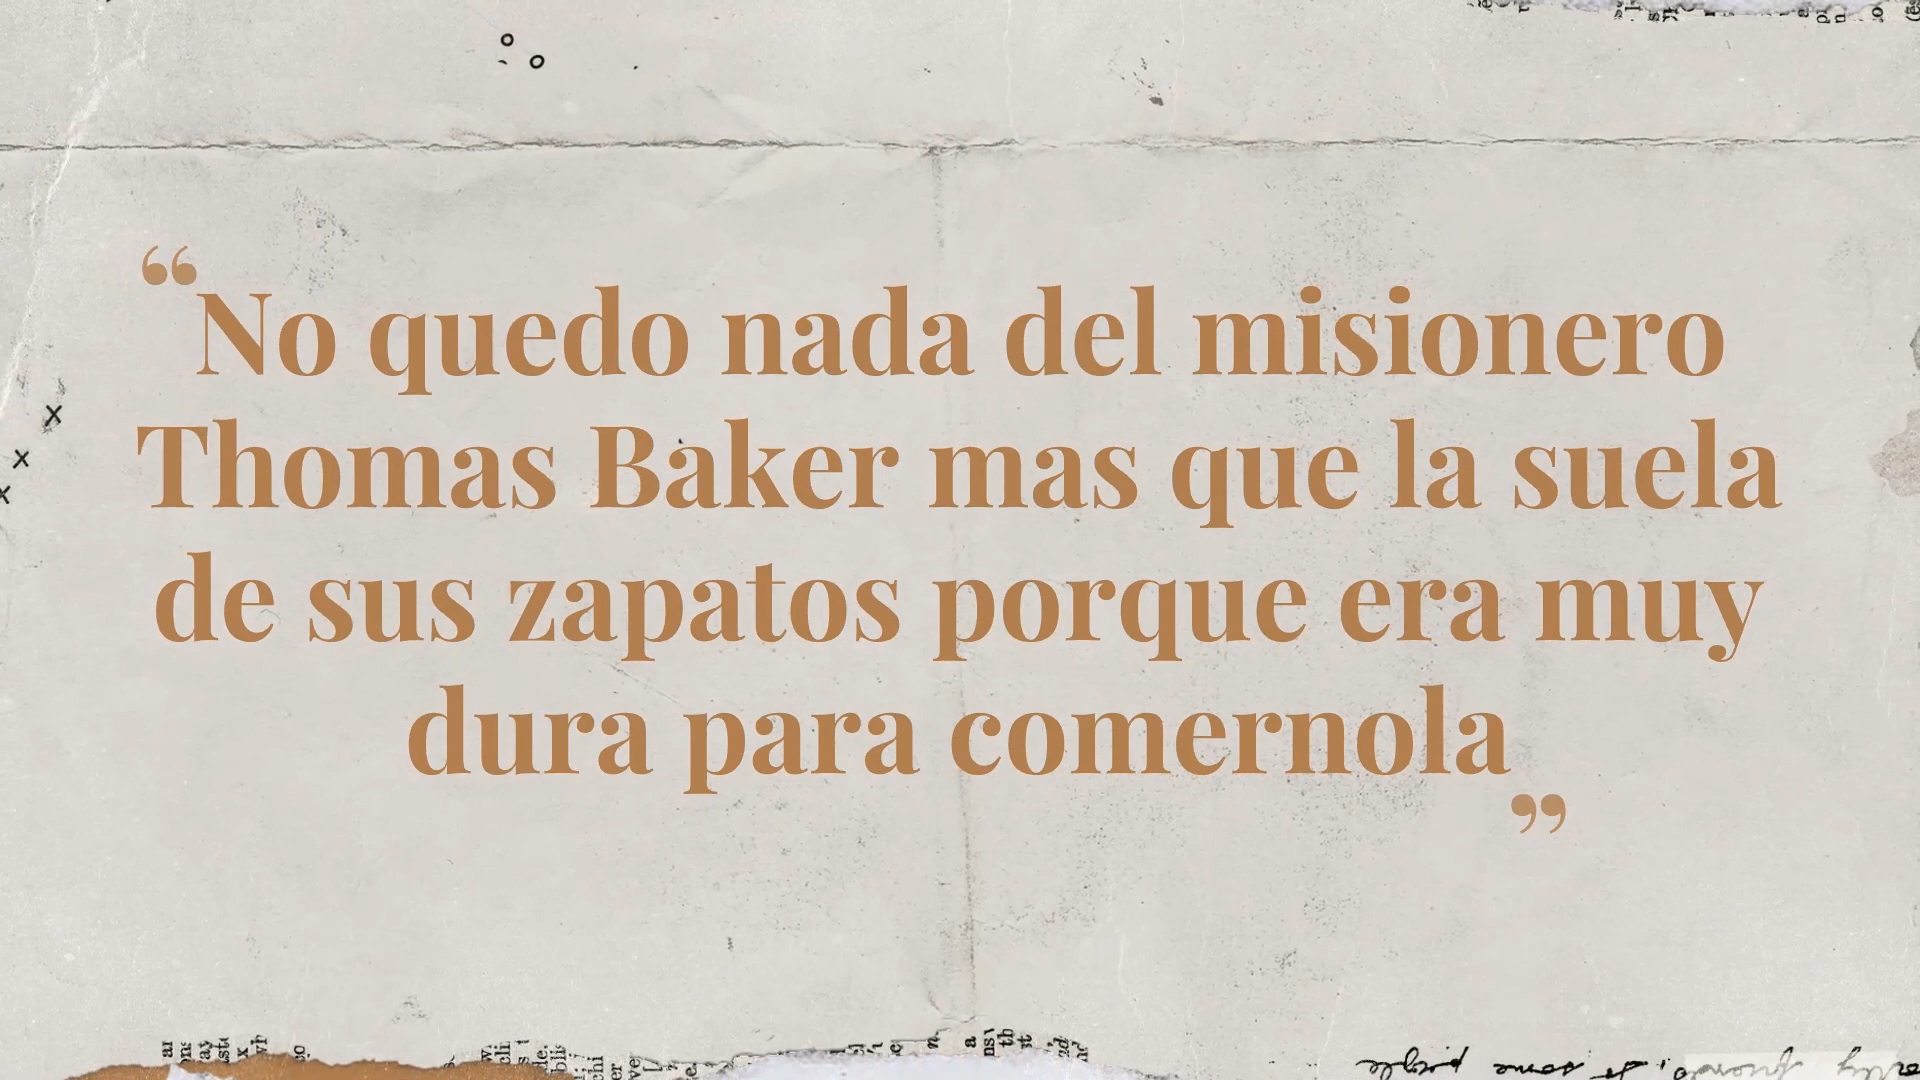 “No quedo nada del misionero
Thomas Baker mas que la suela
de sus zapatos porque era muy
dura para comernola”